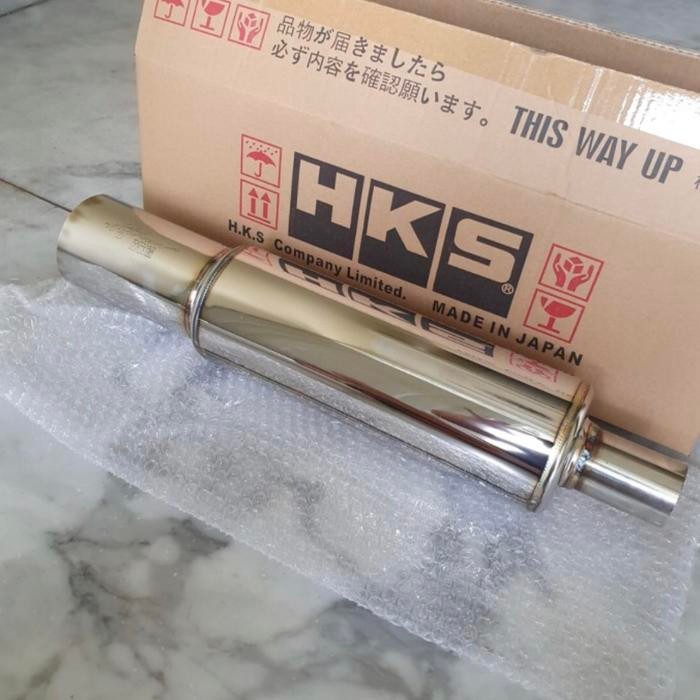 品物が届きましたら
必ず内容を確認願います。
THIS WAY UP
HKS®
H.K.S Company Limited.
MADE IN JAPAN